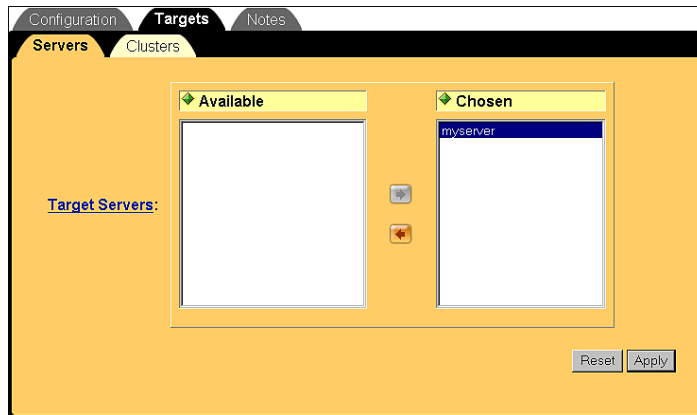 Configuration Targets Notes
Servers Clusters
Available Chosen
myserver
Target Servers:
Reset Apply